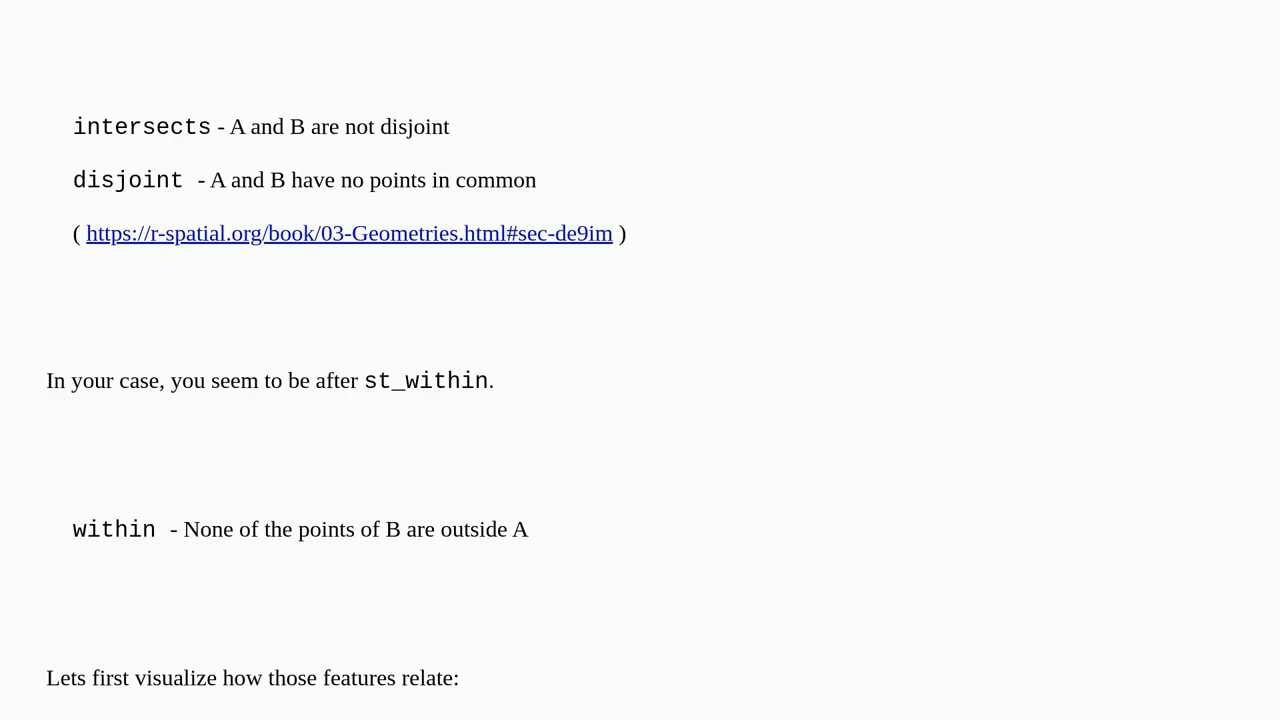 intersects - A and B are not disjoint
disjoint - A and B have no points in common
( https://r-spatial.org/book/03-Geometries.html#sec-de9im )
In your case, you seem to be after st_within.
within - None of the points of B are outside A
Lets first visualize how those features relate: